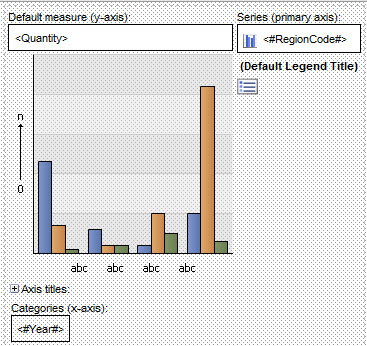 Default measure (y-axis):
Series (primary axis):
<Quantity>
<#RegionCode#>
(Default Legend Title)
n
0
abc abc abc abc
Axis titles:
Categories (x-axis):
<#Year#>